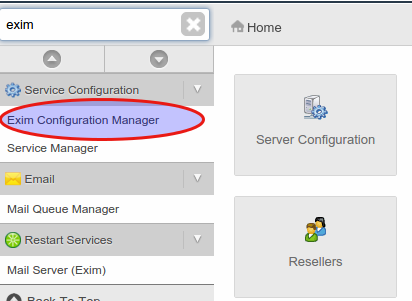 exim
Home
Service Configuration
Exim Configuration Manager
Service Manager
Email
Mail Queue Manager
Restart Services
Mail Server (Exim)
Back To Top
Server Configuration
Resellers